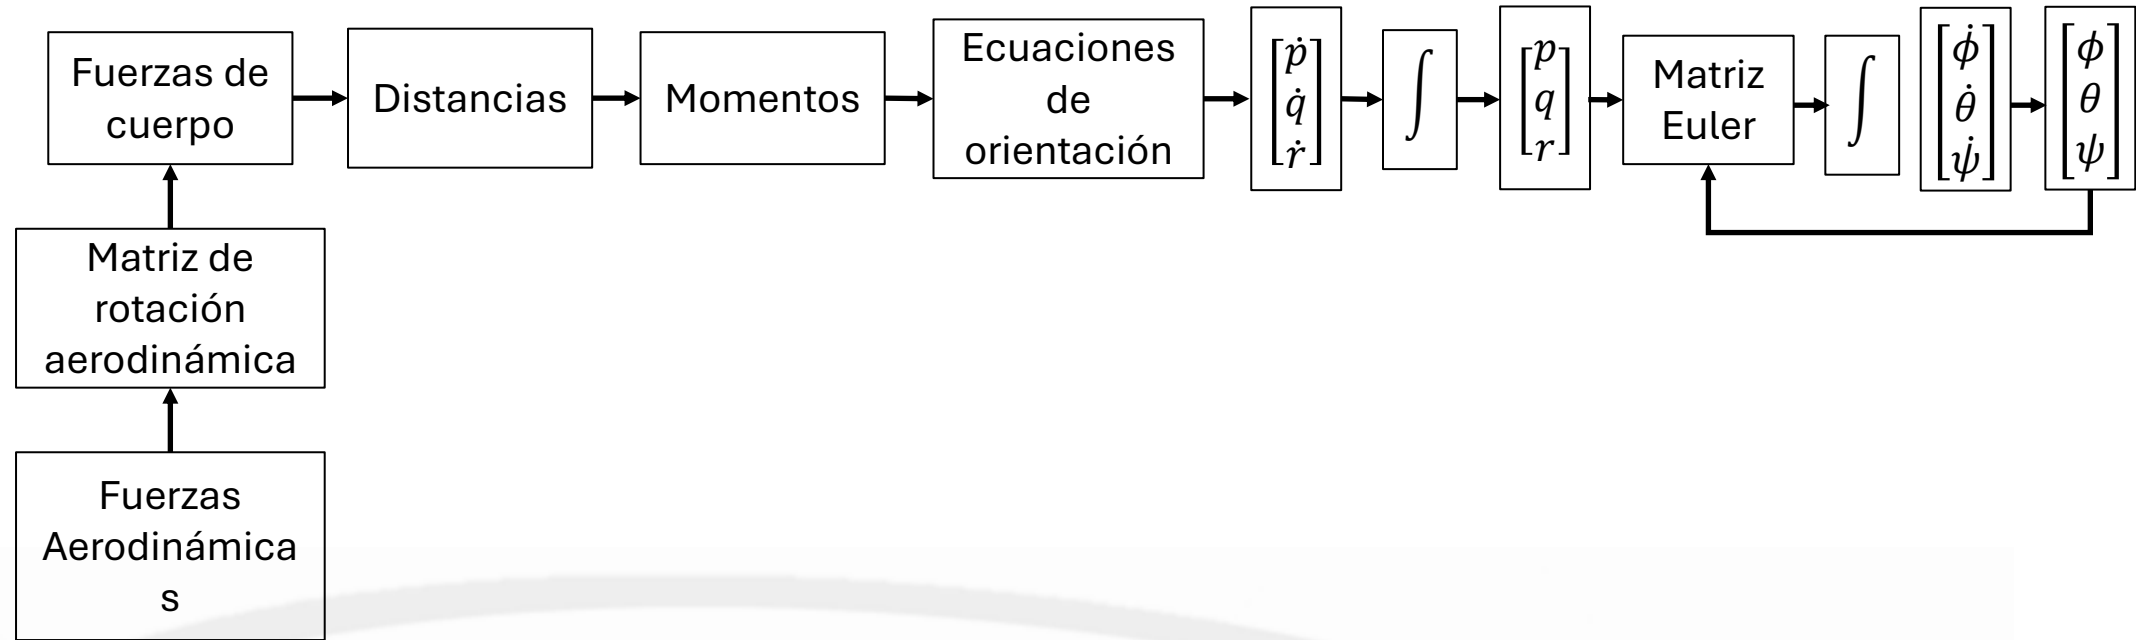 Fuerzas de
cuerpo
Distancias
Momentos
Ecuaciones
de
orientación
[ṗ
q̇
ṙ]
∫
[p
q
r]
Matriz
Euler
∫
[ϕ̇
θ̇
ψ̇]
[ϕ
θ
ψ]
Matriz de
rotación
aerodinámica
Fuerzas
Aerodinámica
s